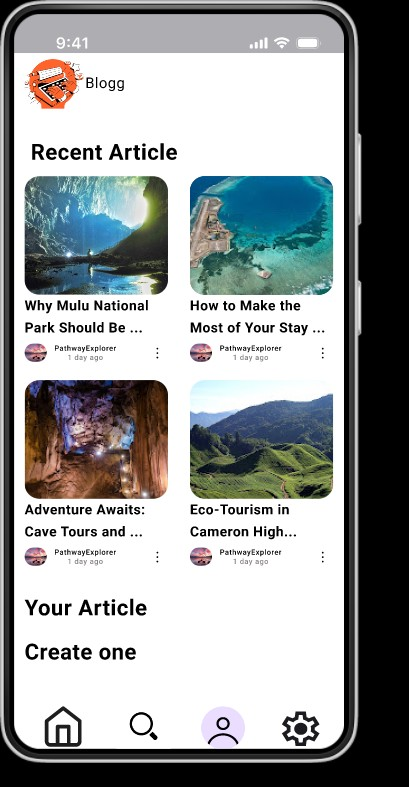 9:41
Blogg
Recent Article
Why Mulu National
Park Should Be ...
PathwayExplorer
1 day ago
How to Make the
Most of Your Stay ...
PathwayExplorer
1 day ago
Adventure Awaits:
Cave Tours and ...
PathwayExplorer
1 day ago
Eco-Tourism in
Cameron High...
PathwayExplorer
1 day ago
Your Article
Create one